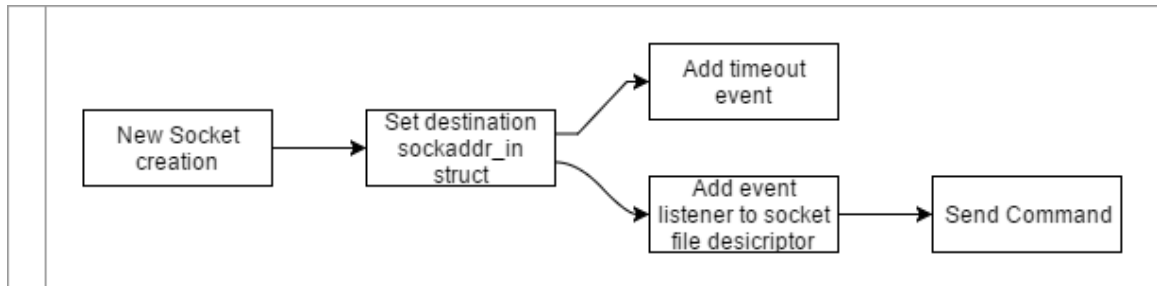 New Socket
creation
Set destination
sockaddr_in
struct
Add timeout
event
Add event
listener to socket
file desicriptor
Send Command